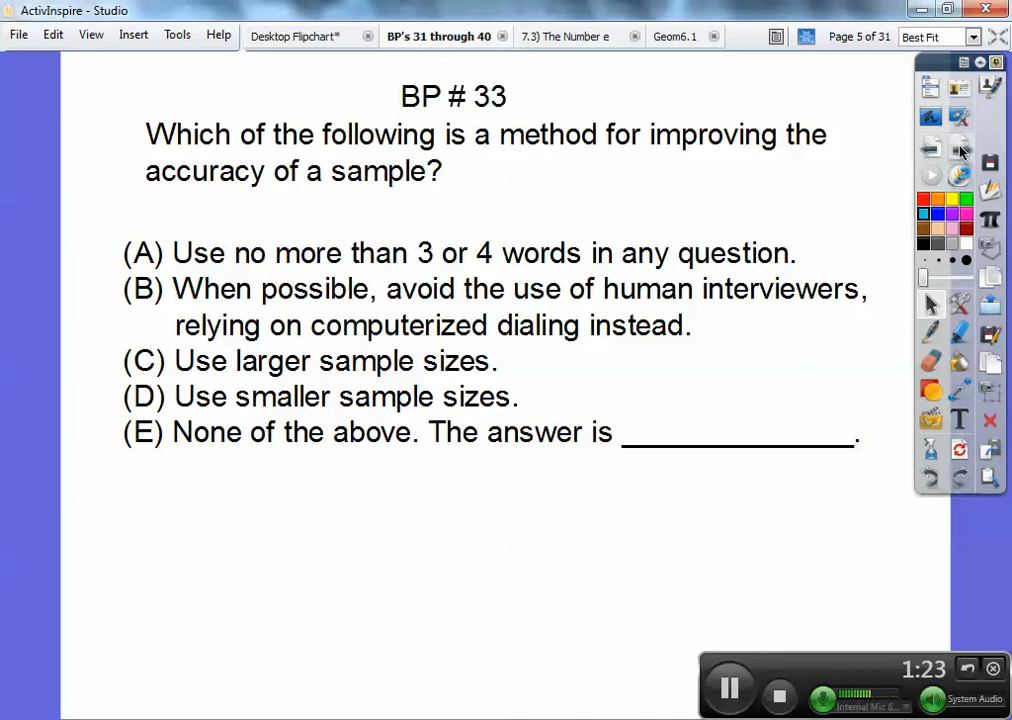 ActivInspire - Studio
File Edit View Insert Tools Help Desktop Flipchart* BP's 31 through 40 7.3) The Number e Geom6.1 Page 5 of 31 Best Fit
BP # 33
Which of the following is a method for improving the
accuracy of a sample?
(A) Use no more than 3 or 4 words in any question.
(B) When possible, avoid the use of human interviewers,
relying on computerized dialing instead.
(C) Use larger sample sizes.
(D) Use smaller sample sizes.
(E) None of the above. The answer is _______________.
1:23
Internal Mic (I... System Audio